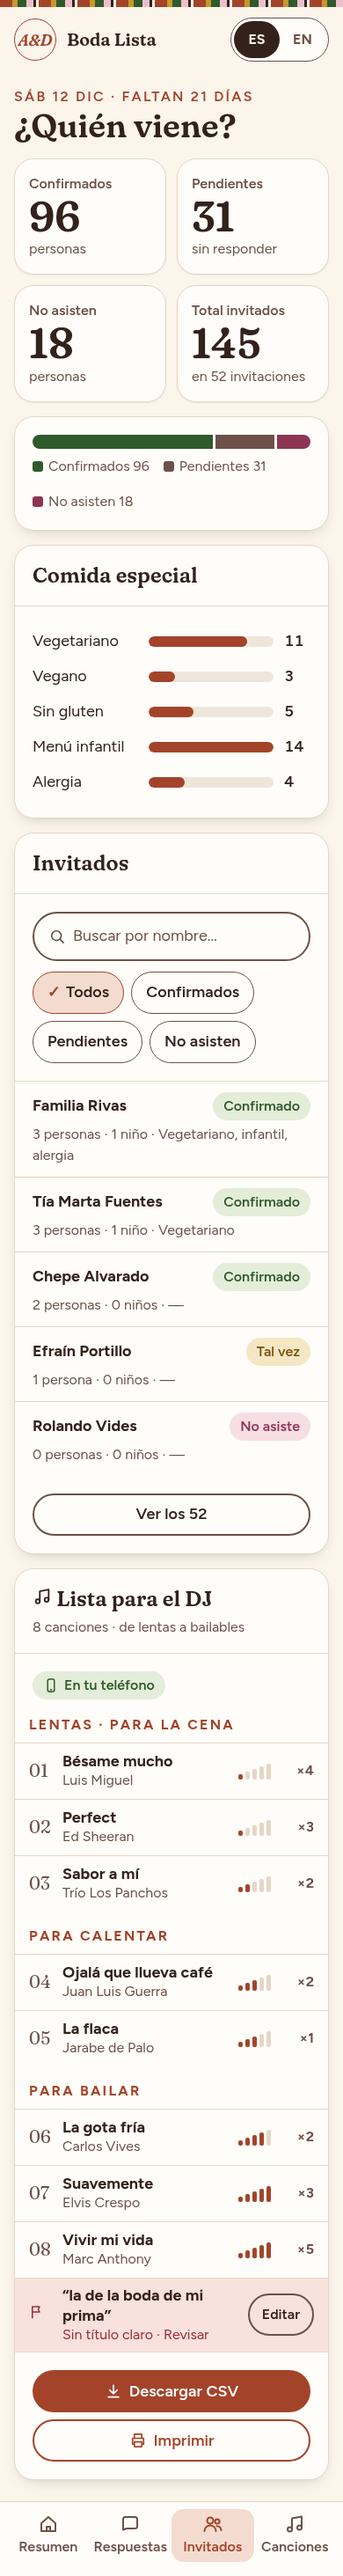 A&D Boda Lista ES EN
SÁB 12 DIC · FALTAN 21 DÍAS
¿Quién viene?
Confirmados
96
personas
Pendientes
31
sin responder
No asisten
18
personas
Total invitados
145
en 52 invitaciones
Confirmados 96 Pendientes 31
No asisten 18
Comida especial
Vegetariano 11
Vegano 3
Sin gluten 5
Menú infantil 14
Alergia 4
Invitados
Buscar por nombre...
✓ Todos Confirmados
Pendientes No asisten
Familia Rivas Confirmado
3 personas · 1 niño · Vegetariano, infantil,
alergia
Tía Marta Fuentes Confirmado
3 personas · 1 niño · Vegetariano
Chepe Alvarado Confirmado
2 personas · 0 niños · —
Efraín Portillo Tal vez
1 persona · 0 niños · —
Rolando Vides No asiste
0 personas · 0 niños · —
Ver los 52
Lista para el DJ
8 canciones · de lentas a bailables
En tu teléfono
LENTAS · PARA LA CENA
01 Bésame mucho ×4
Luis Miguel
02 Perfect ×3
Ed Sheeran
03 Sabor a mí ×2
Trío Los Panchos
PARA CALENTAR
04 Ojalá que llueva café ×2
Juan Luis Guerra
05 La flaca ×1
Jarabe de Palo
PARA BAILAR
06 La gota fría ×2
Carlos Vives
07 Suavemente ×3
Elvis Crespo
08 Vivir mi vida ×5
Marc Anthony
“la de la boda de mi
prima” Editar
Sin título claro · Revisar
Descargar CSV
Imprimir
Resumen Respuestas Invitados Canciones